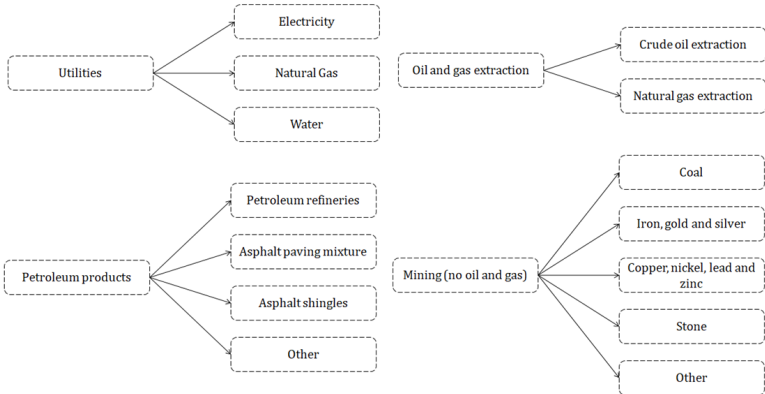 Utilities
Electricity
Natural Gas
Water
Oil and gas extraction
Crude oil extraction
Natural gas extraction
Petroleum products
Petroleum refineries
Asphalt paving mixture
Asphalt shingles
Other
Mining (no oil and gas)
Coal
Iron, gold and silver
Copper, nickel, lead and
zinc
Stone
Other